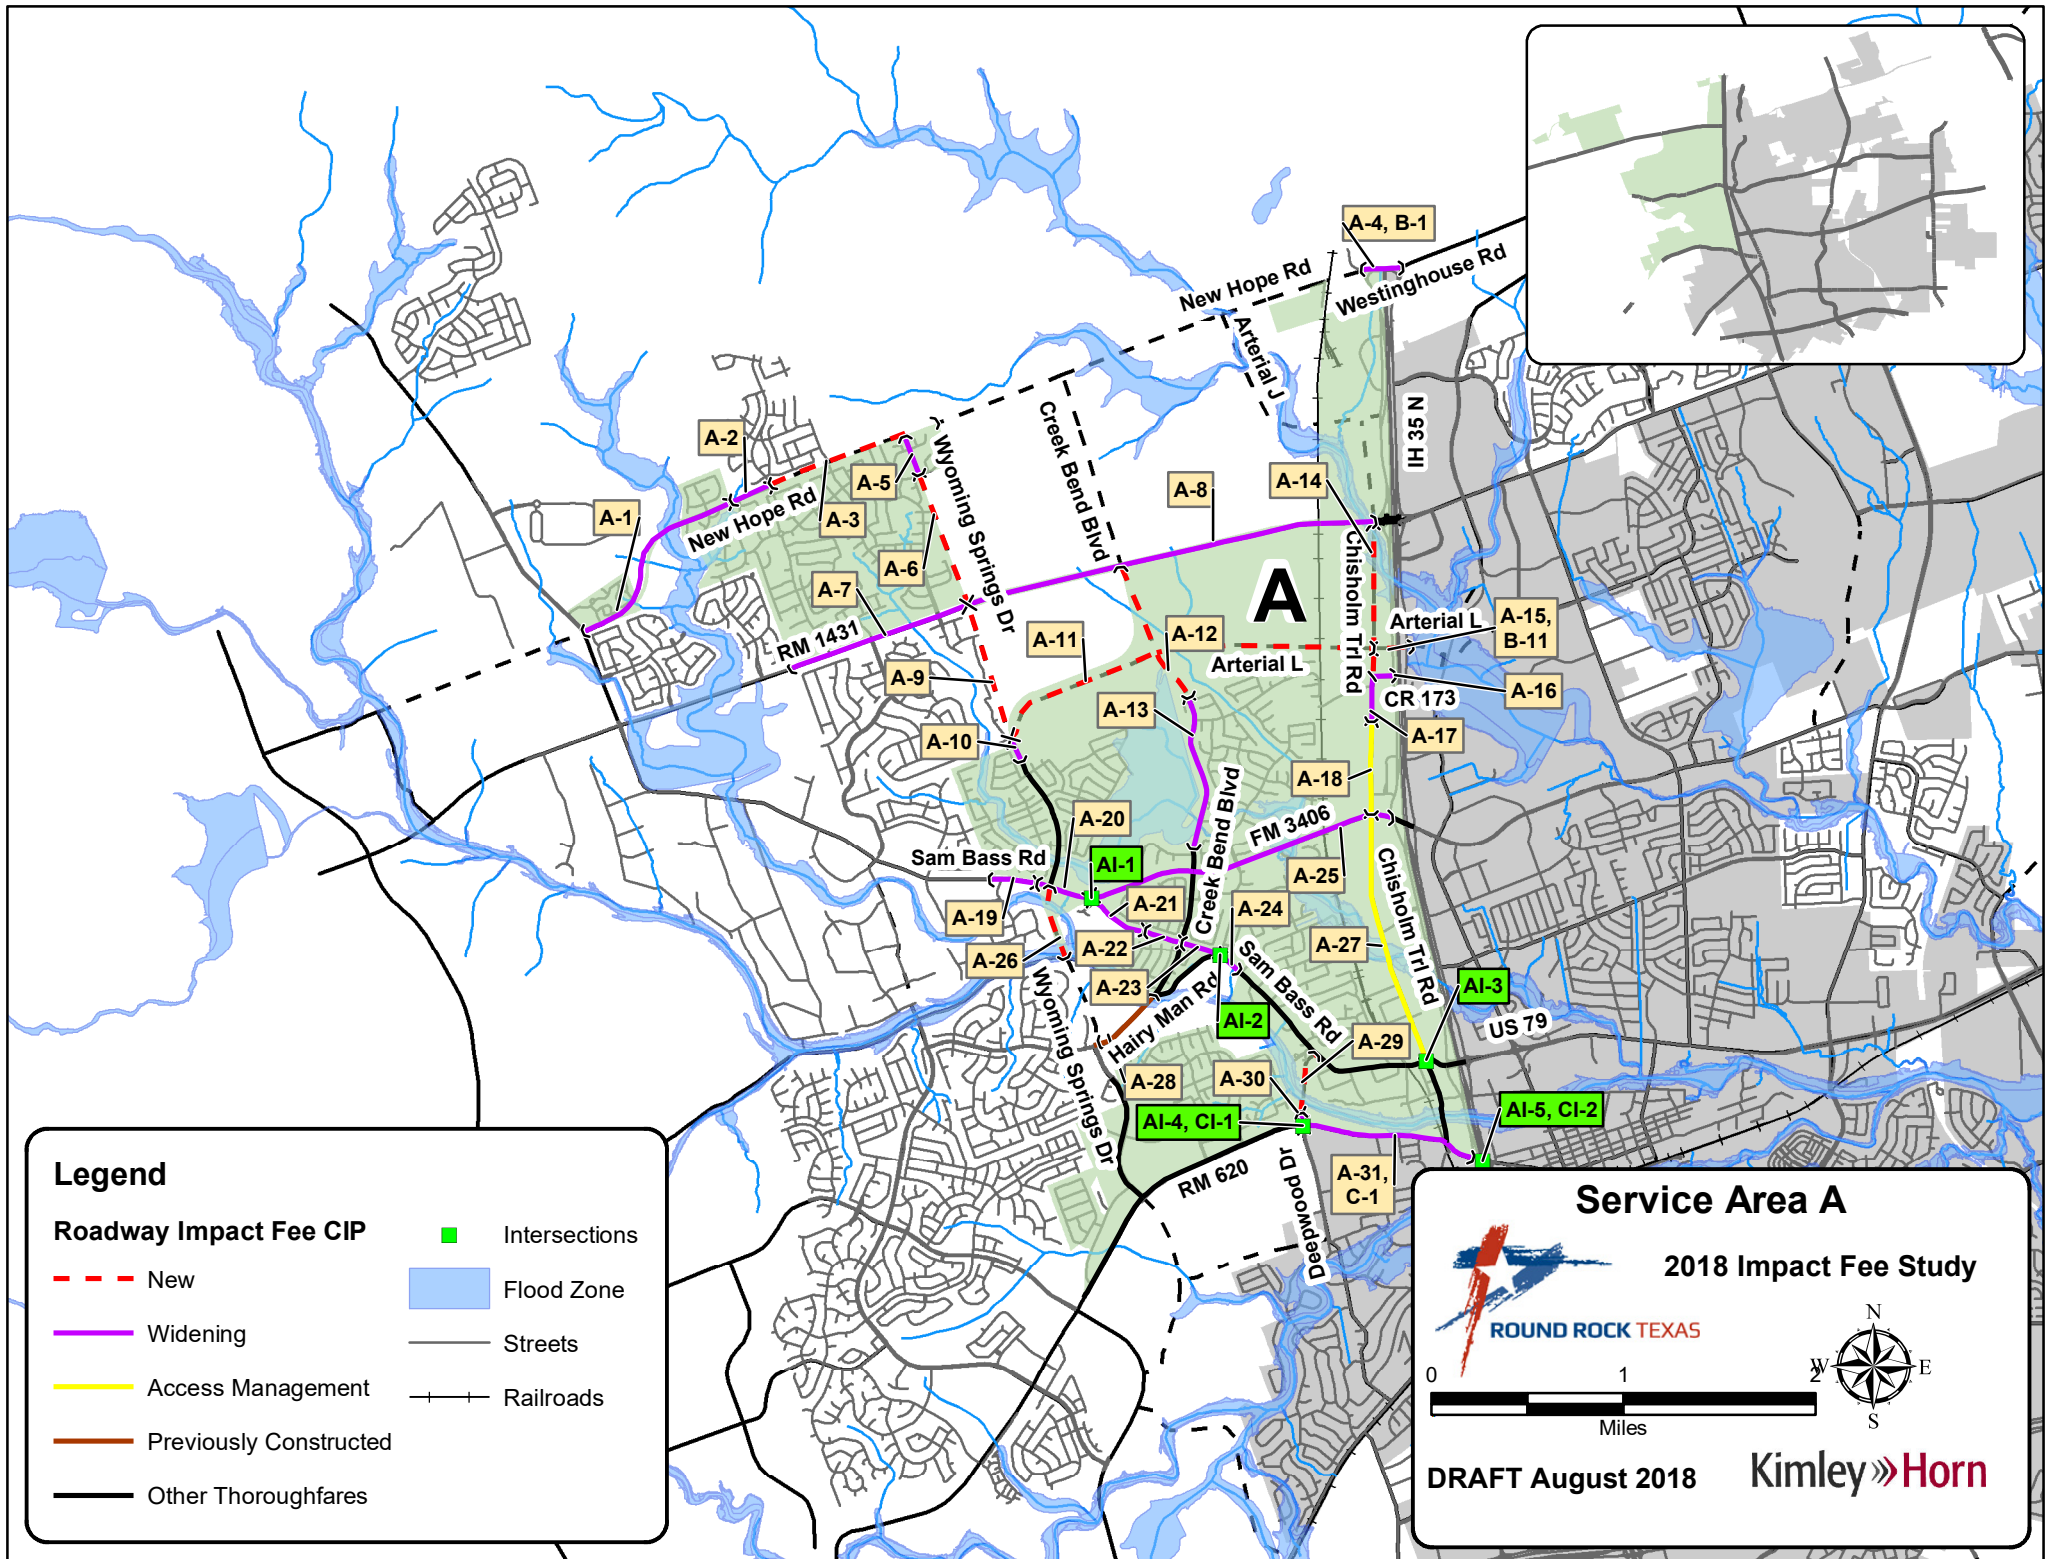 A-4, B-1
New Hope Rd
Westinghouse Rd
Arterial J
IH 35 N
Creek Bend Blvd
Wyoming Springs Dr
A-2
A-5
A-3
A-8
A-14
A-1
New Hope Rd
A-6
A-7
RM 1431
A
Chisholm Trl Rd
Arterial L
A-15,
B-11
A-11
A-12
Arterial L
A-9
A-16
CR 173
A-13
A-10
A-17
A-18
A-20
FM 3406
Creek Bend Blvd
Sam Bass Rd
AI-1
A-25
Chisholm Trl Rd
A-19
A-21
A-24
A-22
A-27
A-26
A-23
Sam Bass Rd
AI-3
Hairy Man Rd
AI-2
US 79
Wyoming Springs Dr
A-29
A-28
A-30
AI-4, CI-1
AI-5, CI-2
RM 620
Deepwood Dr
A-31,
C-1
Legend
Roadway Impact Fee CIP
New
Widening
Access Management
Previously Constructed
Other Thoroughfares
Intersections
Flood Zone
Streets
Railroads
Service Area A
2018 Impact Fee Study
ROUND ROCK TEXAS
0 1 2
Miles
N
W E
S
DRAFT August 2018
Kimley»Horn